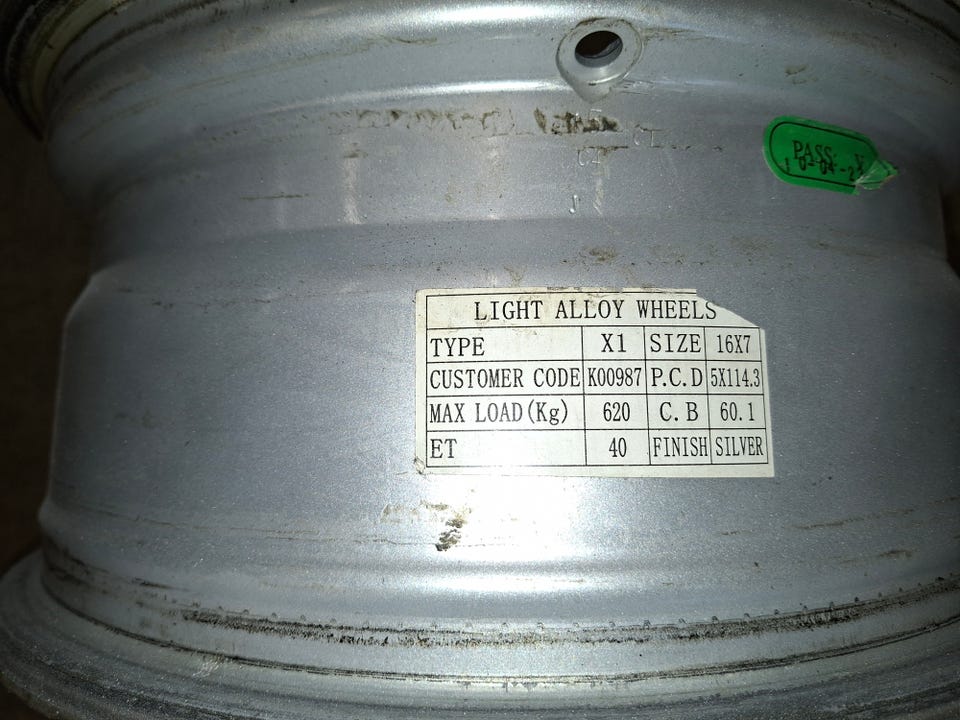 PASS
LIGHT ALLOY WHEELS
TYPE X1 SIZE 16X7
CUSTOMER CODE K00987 P.C.D 5X114.3
MAX LOAD(Kg) 620 C.B 60.1
ET 40 FINISH SILVER